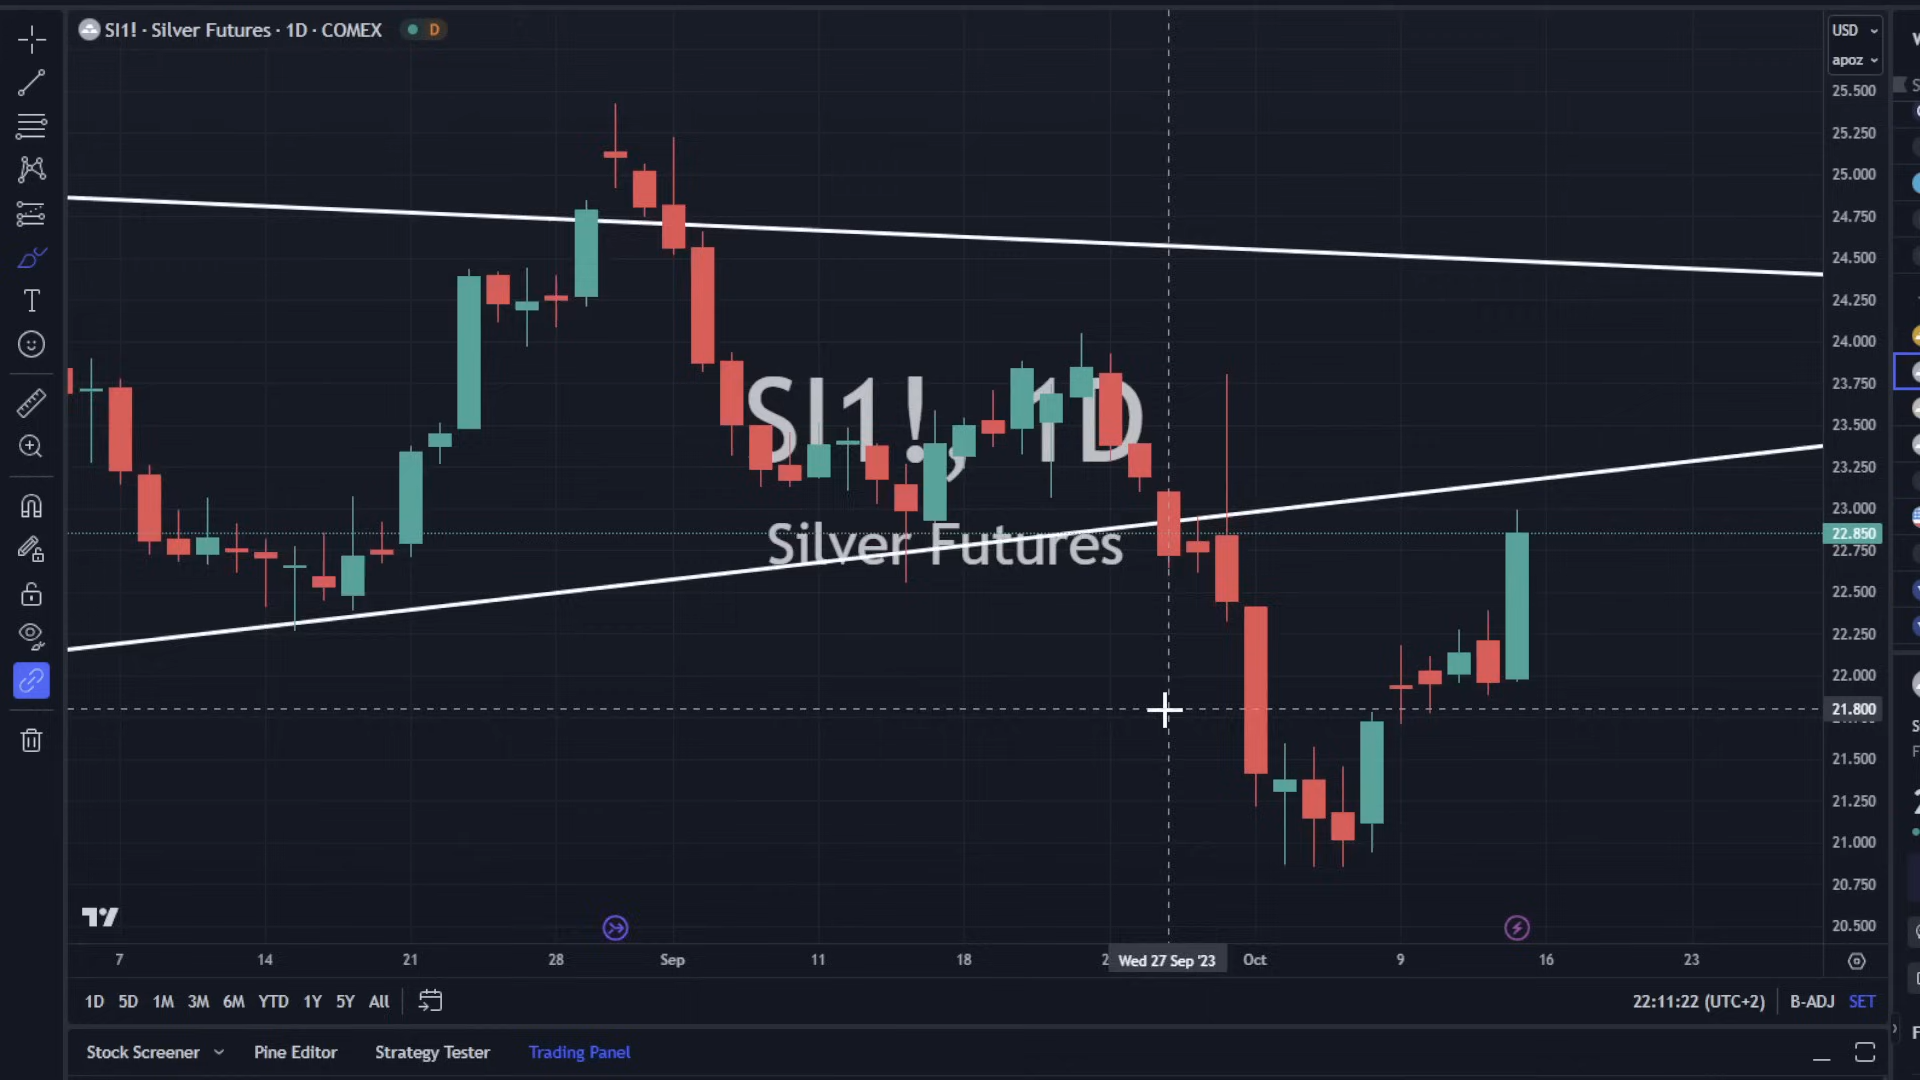 SI1! · Silver Futures · 1D · COMEX D
USD
apoz
25.500
25.250
25.000
24.750
24.500
24.250
24.000
23.750
23.500
23.250
23.000
22.850
22.750
22.500
22.250
22.000
21.800
21.500
21.250
21.000
20.750
20.500
SI1!, 1D
Silver Futures
7 14 21 28 Sep 11 18 Wed 27 Sep '23 Oct 9 16 23
1D 5D 1M 3M 6M YTD 1Y 5Y All 22:11:22 (UTC+2) B-ADJ SET
Stock Screener Pine Editor Strategy Tester Trading Panel